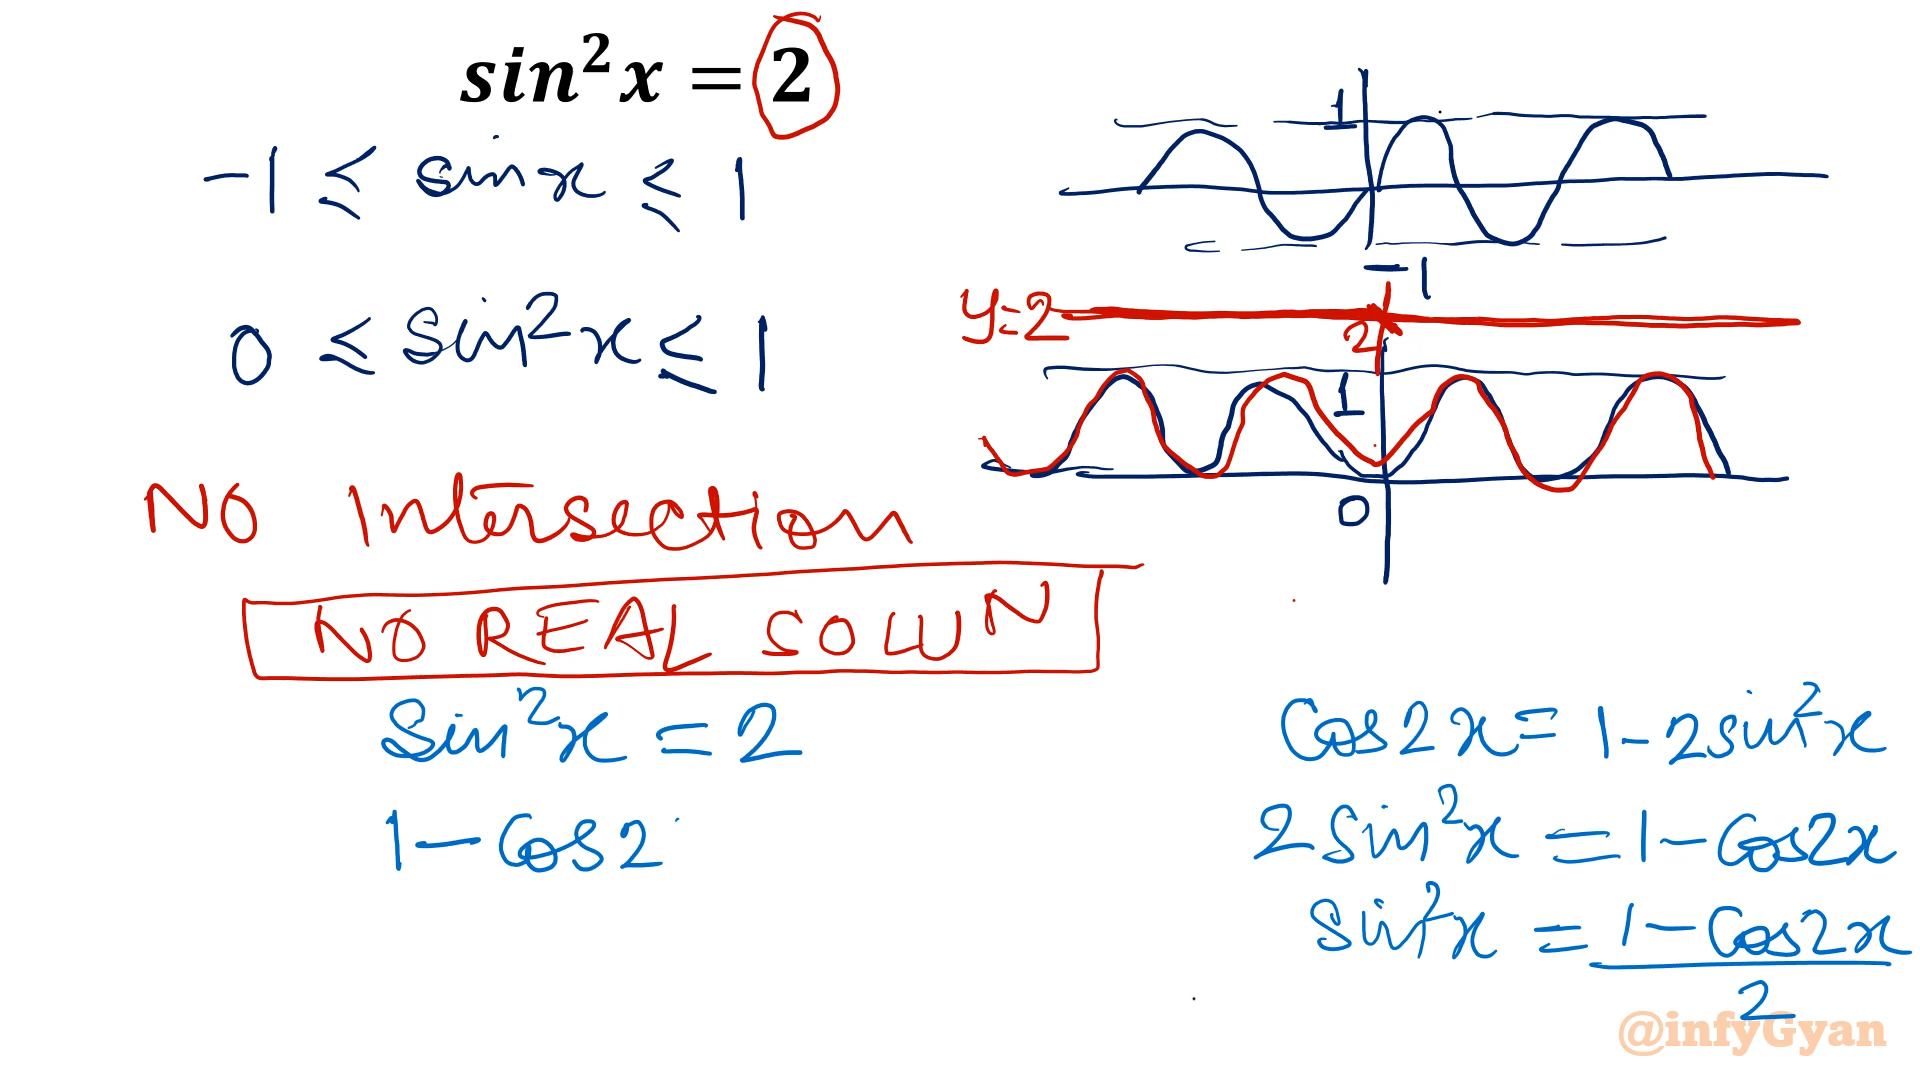 sin²x = 2
-1 ≤ sinx ≤ 1
0 ≤ sin²x ≤ 1
1
-1
y=2
2
1
0
NO Intersection
NO REAL SOLUN
Sin²x = 2
1 - Cos2
Cos2x = 1 - 2sin²x
2Sin²x = 1 - Cos2x
Sin²x = 1 - Cos2x
2
@infyGyan